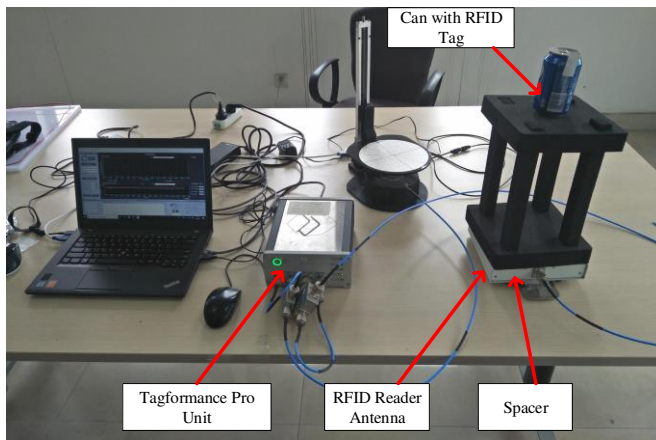 Can with RFID
Tag
Tagformance Pro
Unit
RFID Reader
Antenna
Spacer